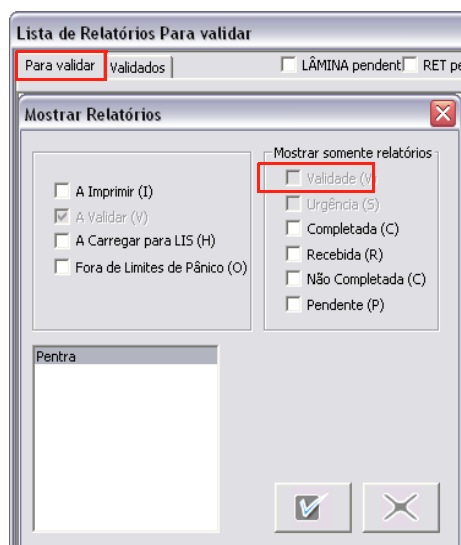 Lista de Relatórios Para validar
Para validar Validados LÂMINA pendent RET pe
Mostrar Relatórios
Mostrar somente relatórios
Validade (V)
A Imprimir (I)
Urgência (S)
A Validar (V)
Completada (C)
A Carregar para LIS (H)
Recebida (R)
Fora de Limites de Pânico (O)
Não Completada (C)
Pendente (P)
Pentra